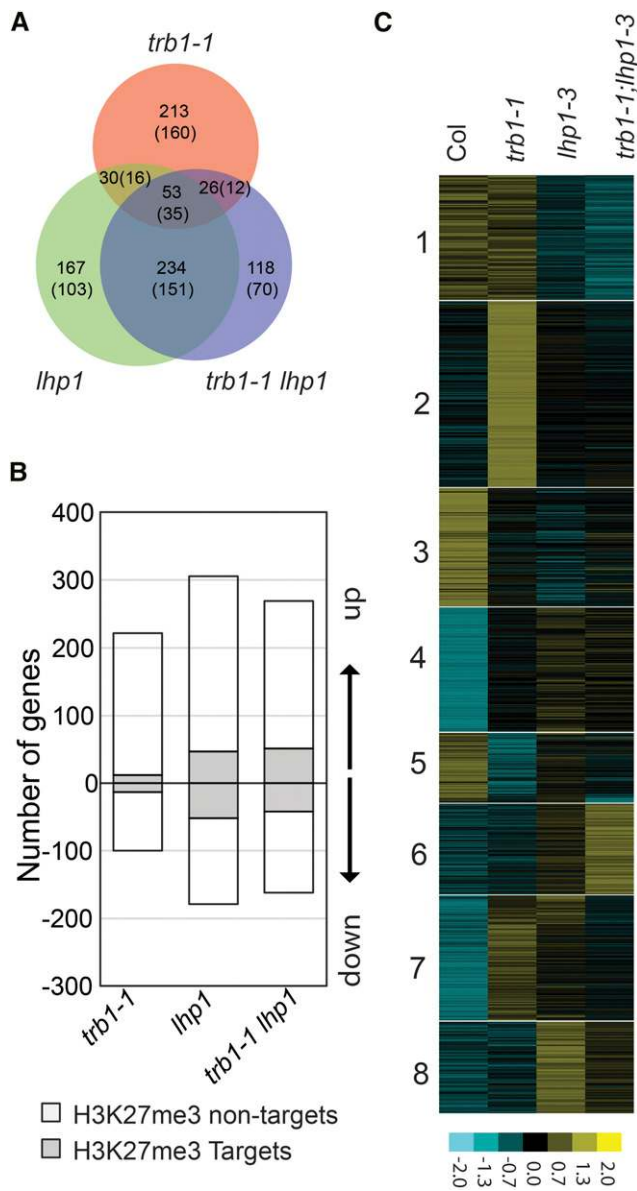 A
trb1-1
213
(160)
30(16)
53
(35)
26(12)
167
(103)
234
(151)
118
(70)
lhp1
trb1-1 lhp1
B
400
300
200
100
0
-100
-200
-300
Number of genes
up
down
trb1-1
lhp1
trb1-1 lhp1
H3K27me3 non-targets
H3K27me3 Targets
C
Col
trb1-1
lhp1-3
trb1-1;lhp1-3
1
2
3
4
5
6
7
8
-2.0
-1.3
-0.7
0.0
0.7
1.3
2.0